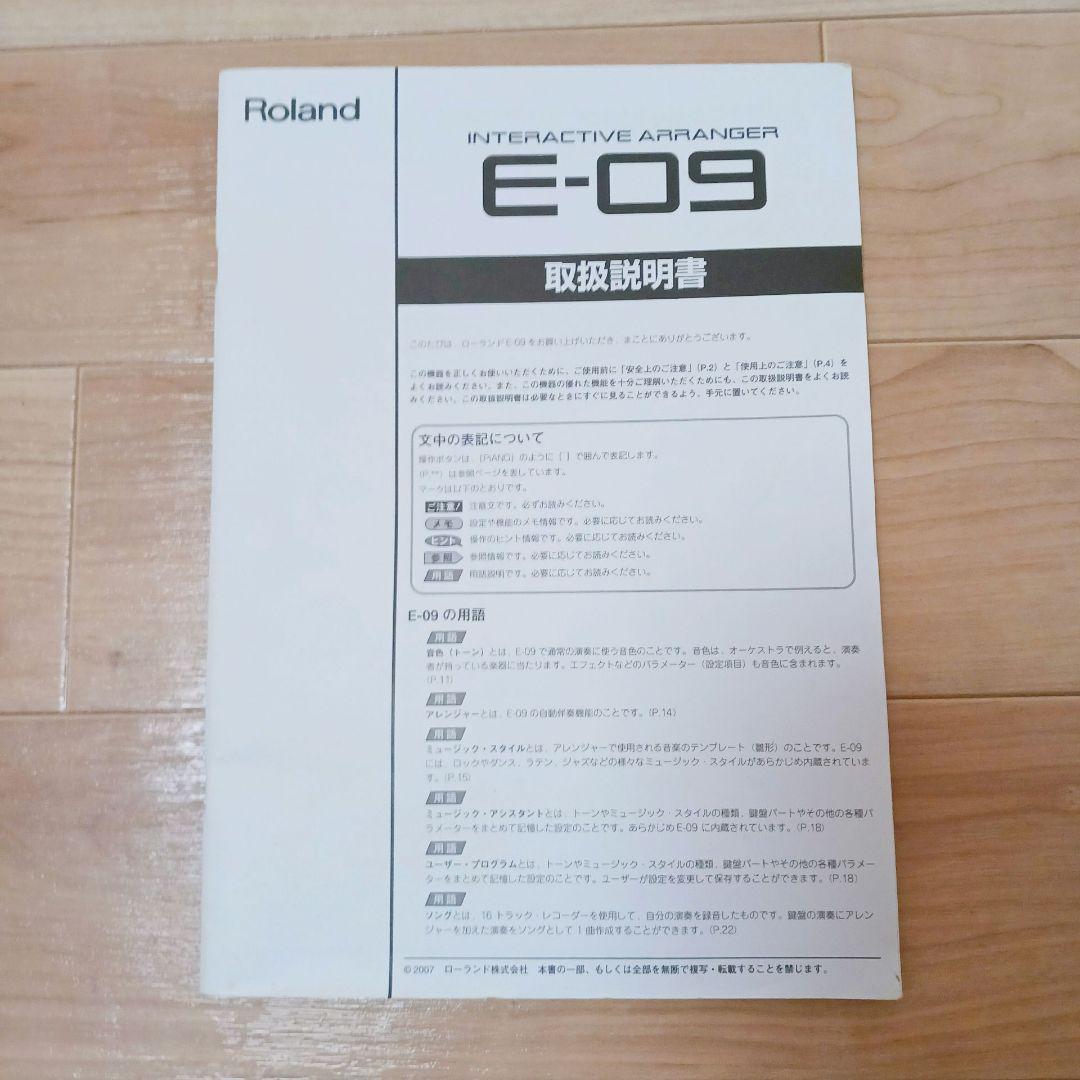 Roland
INTERACTIVE ARRANGER
E-09
取扱説明書
このたびは、ローランドE-09をお買い上げいただき、まことにありがとうございます。
この機器を正しくお使いいただくために、ご使用前に「安全上のご注意」（P.2）と「使用上のご注意」（P.4）を
よくお読みください。また、この機器の優れた機能を十分ご理解いただくためにも、この取扱説明書をよくお読
みください。この取扱説明書は必要なときにすぐに見ることができるよう、手元に置いてください。
文中の表記について
操作ボタンは、[PIANO] のように [ ] で囲んで表記します。
(P.**) は参照ページを表しています。
マークは以下のとおりです。
ご注意! 注意文です。必ずお読みください。
メモ 設定や機能のメモ情報です。必要に応じてお読みください。
ヒント 操作のヒント情報です。必要に応じてお読みください。
参照 参照情報です。必要に応じてお読みください。
用語 用語説明です。必要に応じてお読みください。
E-09 の用語
用語
音色（トーン）とは、E-09 で通常の演奏に使う音色のことです。音色は、オーケストラで例えると、演奏
者が持っている楽器に当たります。エフェクトなどのパラメーター（設定項目）も音色に含まれます。
(P.11)
用語
アレンジャーとは、E-09 の自動伴奏機能のことです。(P.14)
用語
ミュージック・スタイルとは、アレンジャーで使用される音楽のテンプレート（雛形）のことです。E-09
には、ロックやダンス、ラテン、ジャズなどの様々なミュージック・スタイルがあらかじめ内蔵されていま
す。(P.15)
用語
ミュージック・アシスタントとは、トーンやミュージック・スタイルの種類、鍵盤パートやその他の各種パ
ラメーターをまとめて記憶した設定のことです。あらかじめ E-09 に内蔵されています。(P.18)
用語
ユーザー・プログラムとは、トーンやミュージック・スタイルの種類、鍵盤パートやその他の各種パラメー
ターをまとめて記憶した設定のことです。ユーザーが設定を変更して保存することができます。(P.18)
用語
ソングとは、16 トラック・レコーダーを使用して、自分の演奏を録音したものです。鍵盤の演奏にアレン
ジャーを加えた演奏をソングとして 1 曲作成することができます。(P.22)
© 2007 ローランド株式会社 本書の一部、もしくは全部を無断で複写・転載することを禁じます。